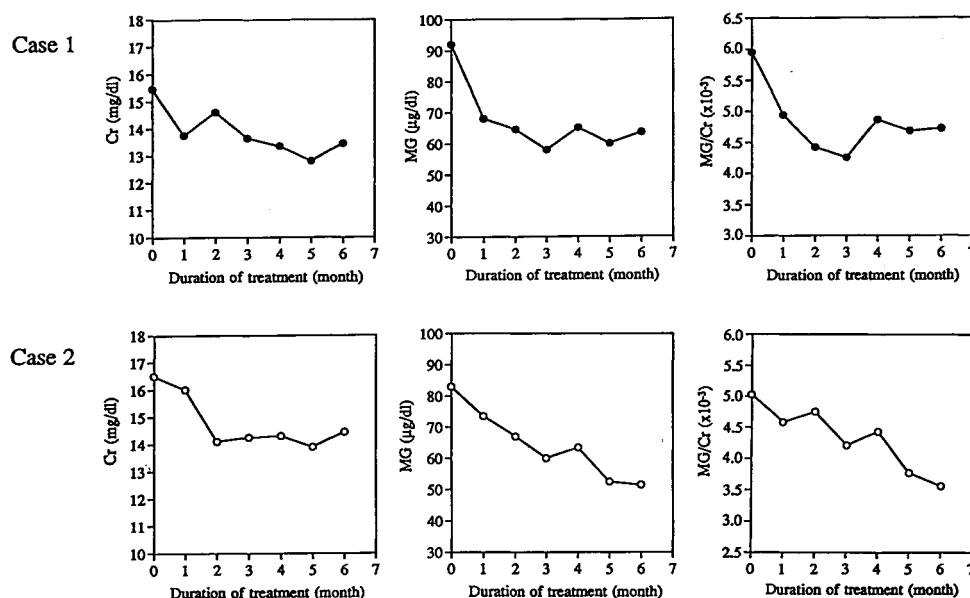 Case 1
Cr (mg/dl)
18
17
16
15
14
13
12
11
10
0 1 2 3 4 5 6 7
Duration of treatment (month)
MG (μg/dl)
100
90
80
70
60
50
40
30
0 1 2 3 4 5 6 7
Duration of treatment (month)
MG/Cr (x10-3)
6.5
6.0
5.5
5.0
4.5
4.0
3.5
3.0
0 1 2 3 4 5 6 7
Duration of treatment (month)
Case 2
Cr (mg/dl)
18
17
16
15
14
13
12
11
10
0 1 2 3 4 5 6 7
Duration of treatment (month)
MG (μg/dl)
100
90
80
70
60
50
40
30
0 1 2 3 4 5 6 7
Duration of treatment (month)
MG/Cr (x10-3)
6.0
5.5
5.0
4.5
4.0
3.5
3.0
2.5
0 1 2 3 4 5 6 7
Duration of treatment (month)